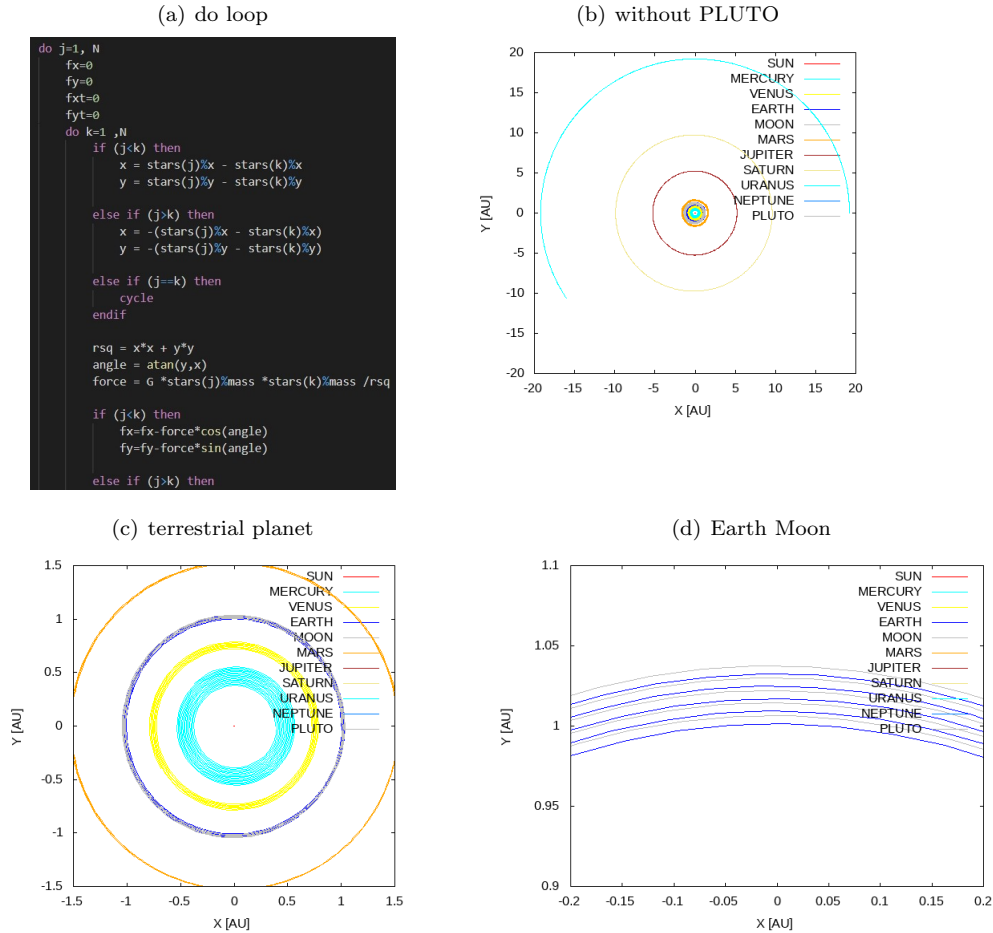 (a) do loop
do j=1, N
fx=0
fy=0
fxt=0
fyt=0
do k=1 ,N
if (j<k) then
x = stars(j)%x - stars(k)%x
y = stars(j)%y - stars(k)%y
else if (j>k) then
x = -(stars(j)%x - stars(k)%x)
y = -(stars(j)%y - stars(k)%y)
else if (j==k) then
cycle
endif
rsq = x*x + y*y
angle = atan(y,x)
force = G *stars(j)%mass *stars(k)%mass /rsq
if (j<k) then
fx=fx-force*cos(angle)
fy=fy-force*sin(angle)
else if (j>k) then
(b) without PLUTO
20
15
10
5
0
-5
-10
-15
-20
Y [AU]
-20 -15 -10 -5 0 5 10 15 20
X [AU]
SUN
MERCURY
VENUS
EARTH
MOON
MARS
JUPITER
SATURN
URANUS
NEPTUNE
PLUTO
(c) terrestrial planet
1.5
1
0.5
0
-0.5
-1
-1.5
Y [AU]
-1.5 -1 -0.5 0 0.5 1 1.5
X [AU]
SUN
MERCURY
VENUS
EARTH
MOON
MARS
JUPITER
SATURN
URANUS
NEPTUNE
PLUTO
(d) Earth Moon
1.1
1.05
1
0.95
0.9
Y [AU]
-0.2 -0.15 -0.1 -0.05 0 0.05 0.1 0.15 0.2
X [AU]
SUN
MERCURY
VENUS
EARTH
MOON
MARS
JUPITER
SATURN
URANUS
NEPTUNE
PLUTO